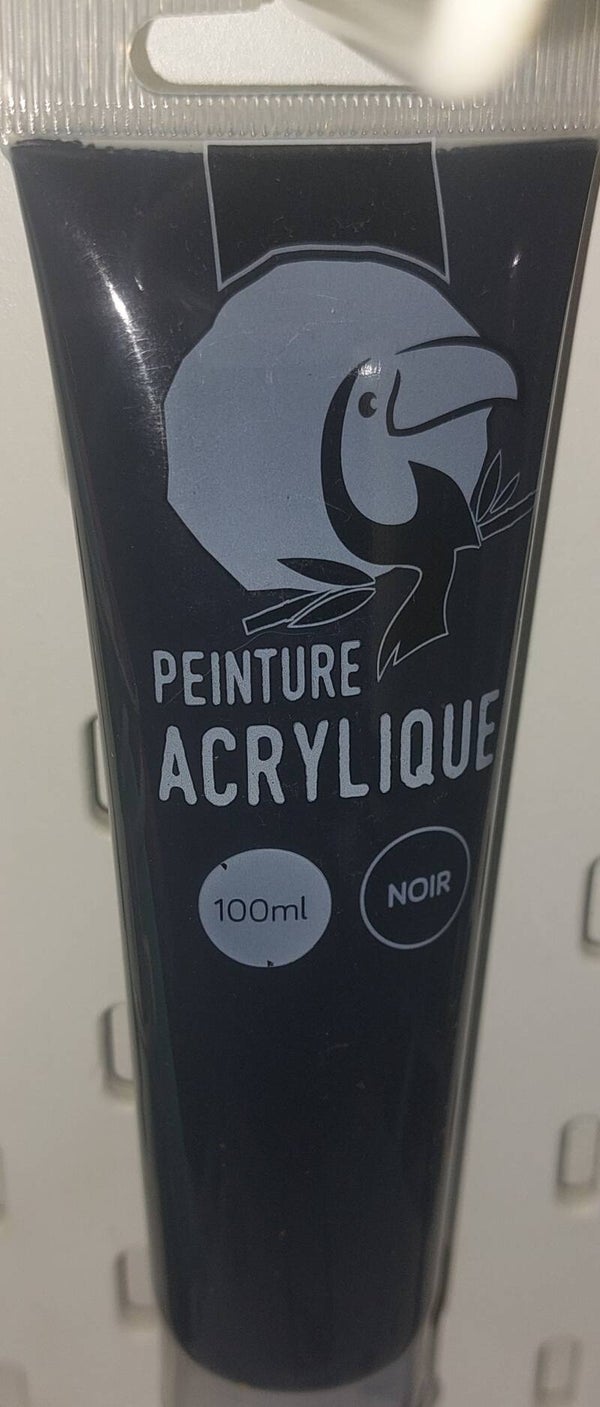 PEINTURE
ACRYLIQUE
100ml
NOIR